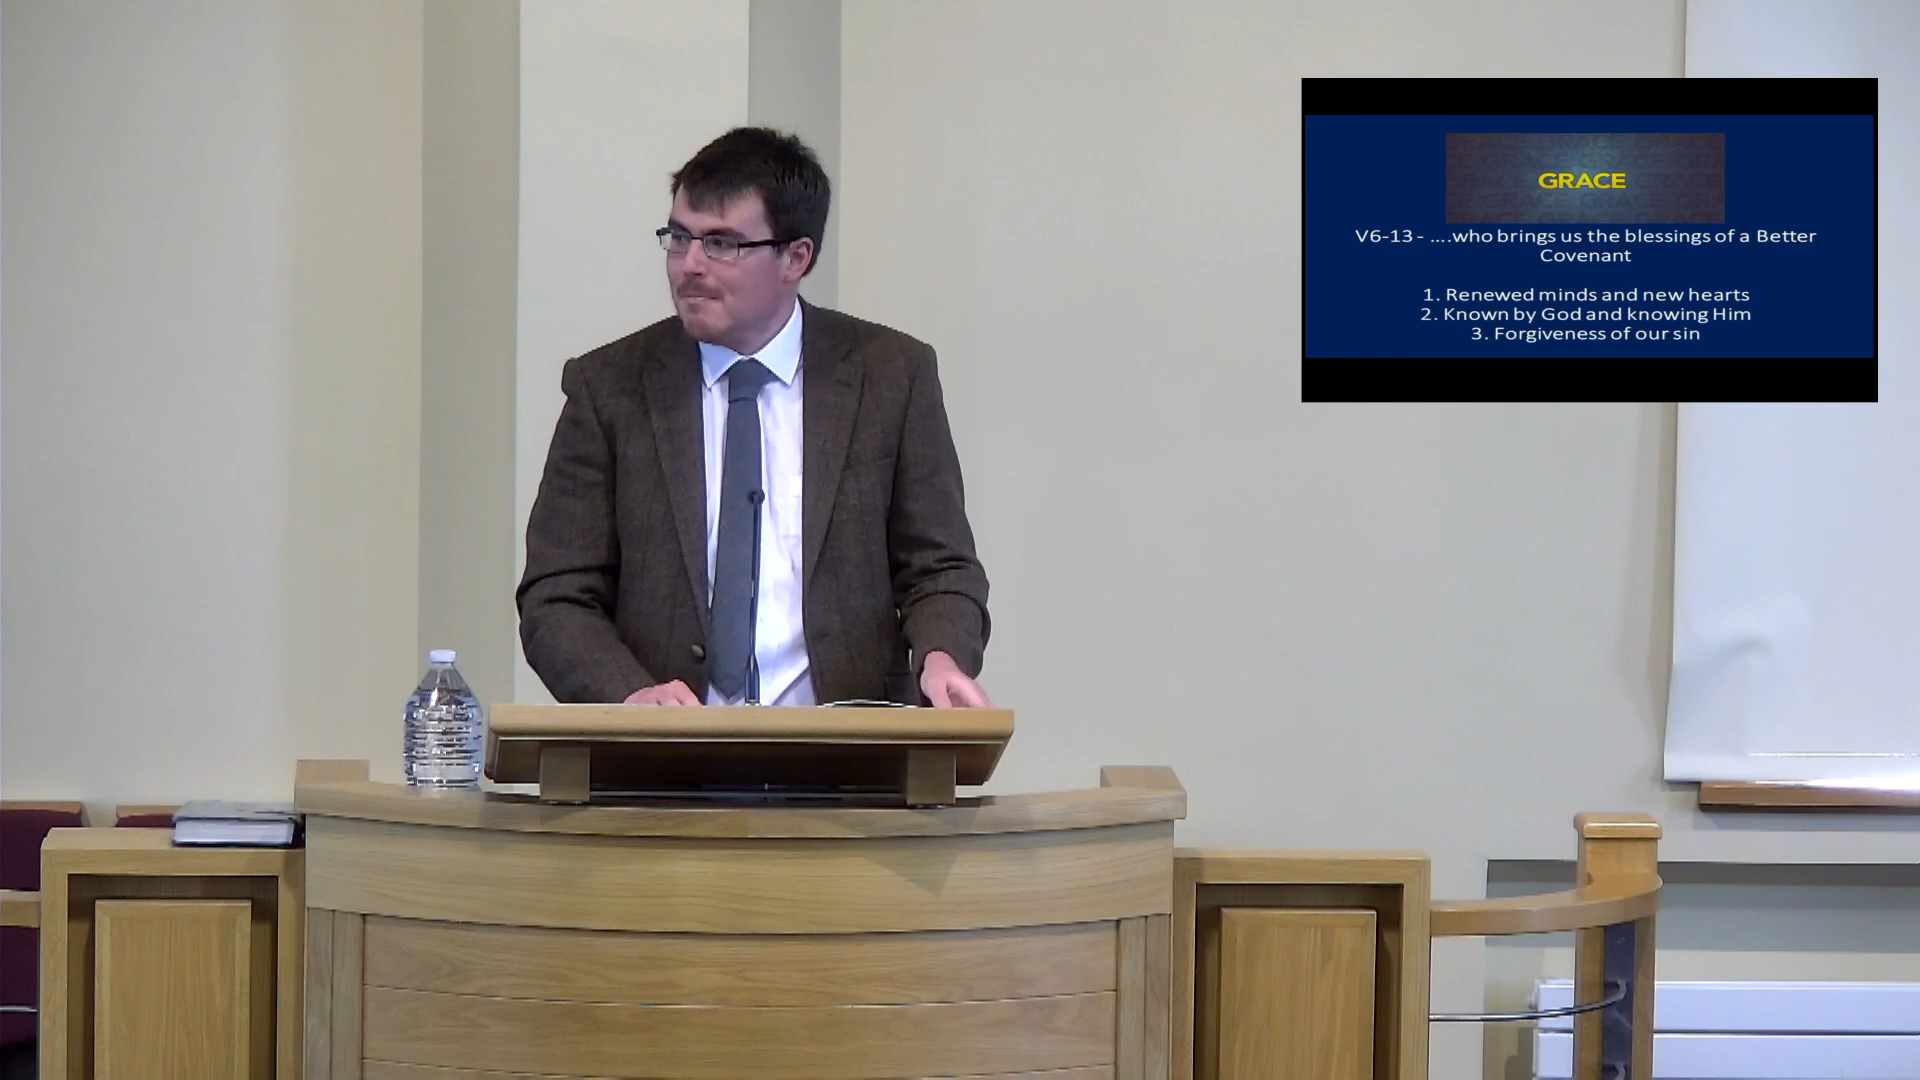 GRACE
V6-13 - ....who brings us the blessings of a Better
Covenant
1. Renewed minds and new hearts
2. Known by God and knowing Him
3. Forgiveness of our sin